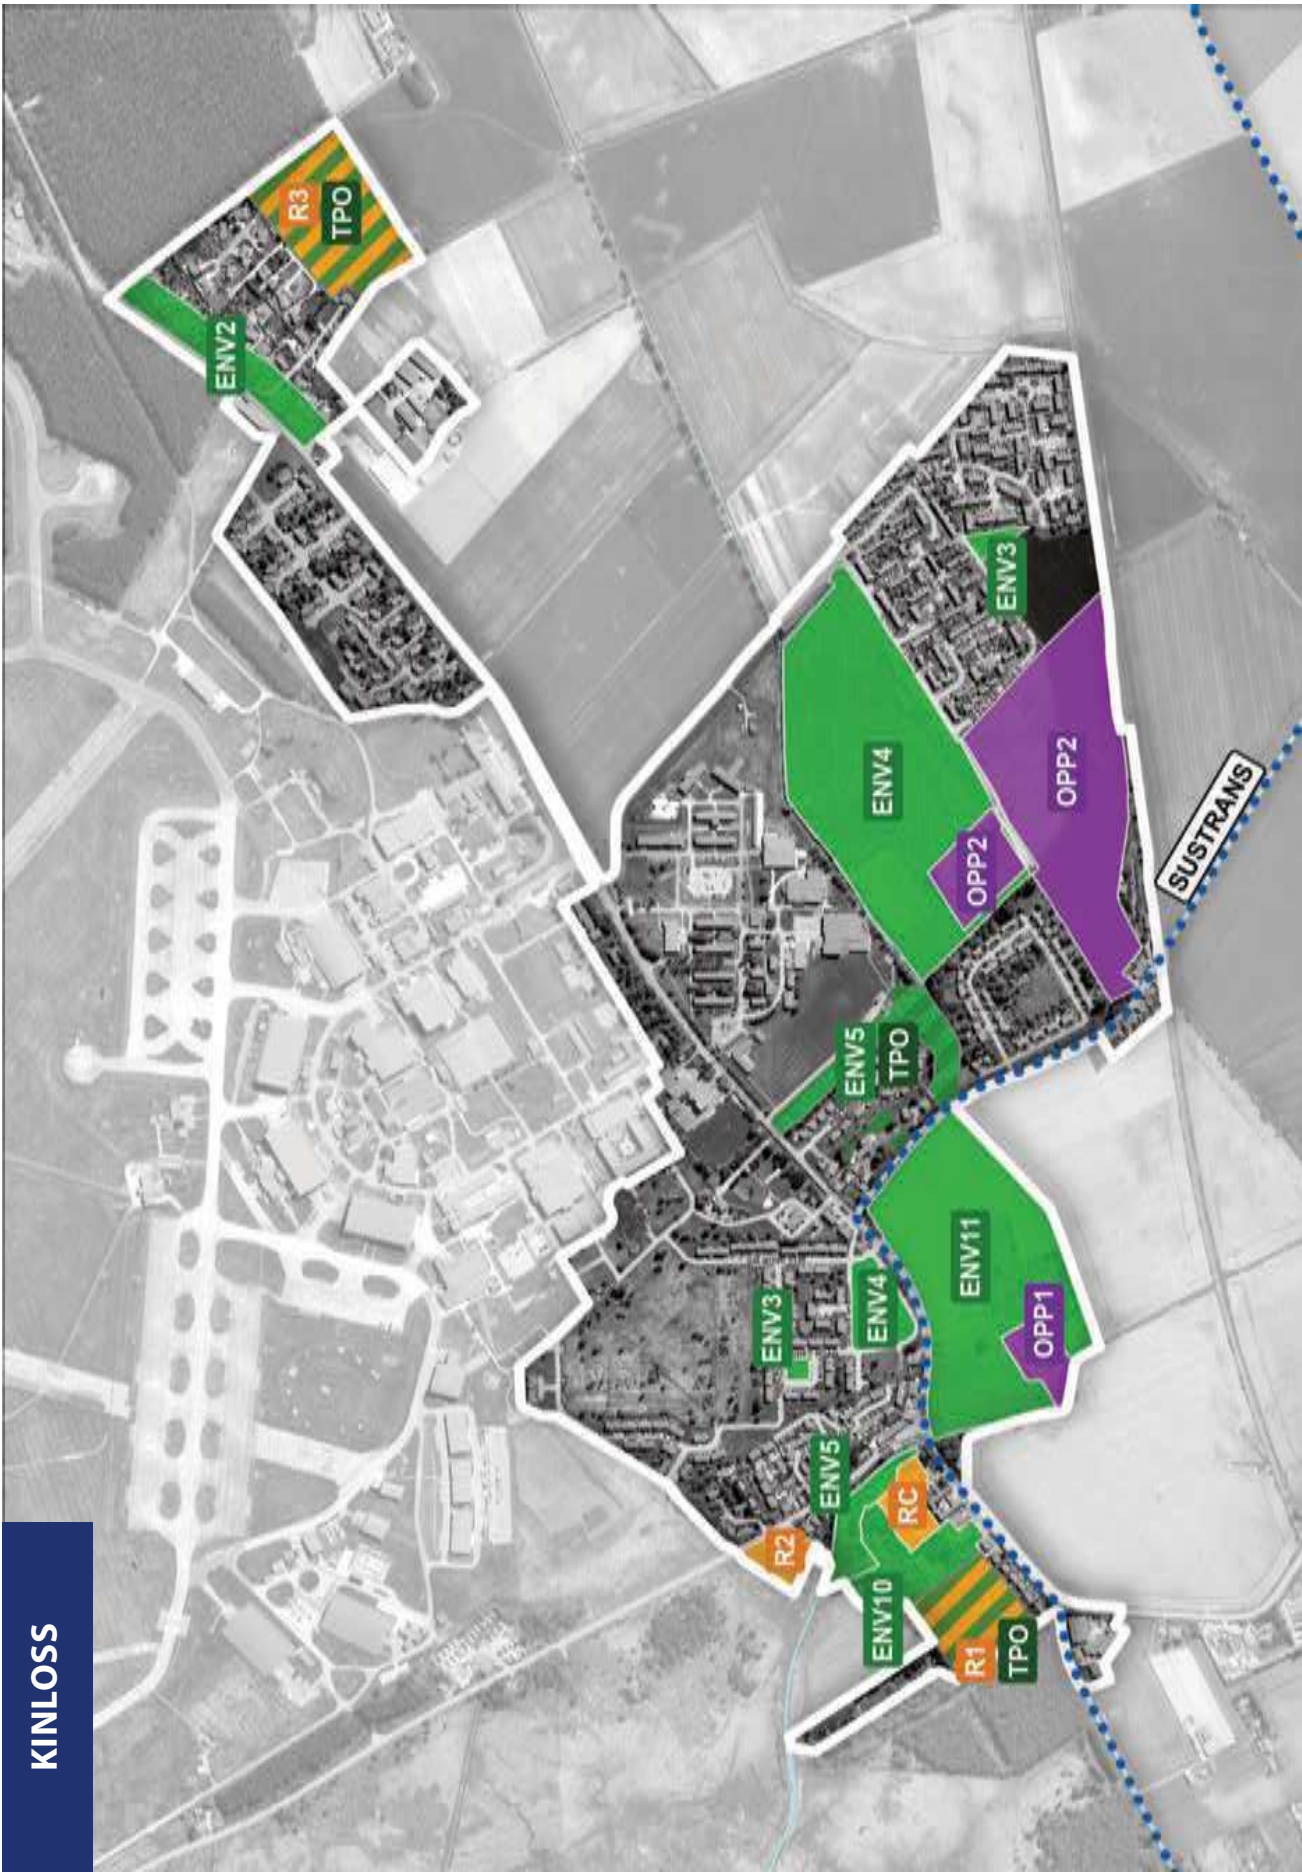 KINLOSS
R3
TPO
ENV2
ENV3
ENV4
OPP2
OPP2
SUSTRANS
ENV5
TPO
ENV11
OPP1
ENV4
ENV3
ENV5
RC
R2
ENV10
R1
TPO